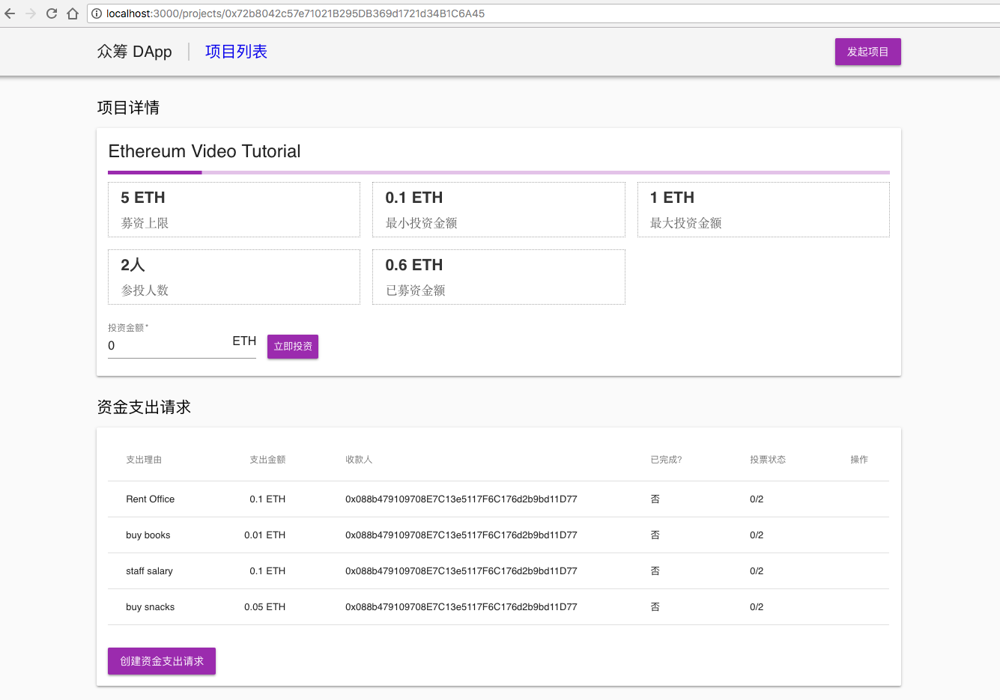 localhost:3000/projects/0x72b8042c57e71021B295DB369d1721d34B1C6A45
众筹 DApp 项目列表 发起项目
项目详情
Ethereum Video Tutorial
5 ETH 0.1 ETH 1 ETH
募资上限 最小投资金额 最大投资金额
2人 0.6 ETH
参投人数 已募资金额
投资金额*
0 ETH 立即投资
资金支出请求
支出理由 支出金额 收款人 已完成? 投票状态 操作
Rent Office 0.1 ETH 0x088b479109708E7C13e5117F6C176d2b9bd11D77 否 0/2
buy books 0.01 ETH 0x088b479109708E7C13e5117F6C176d2b9bd11D77 否 0/2
staff salary 0.1 ETH 0x088b479109708E7C13e5117F6C176d2b9bd11D77 否 0/2
buy snacks 0.05 ETH 0x088b479109708E7C13e5117F6C176d2b9bd11D77 否 0/2
创建资金支出请求